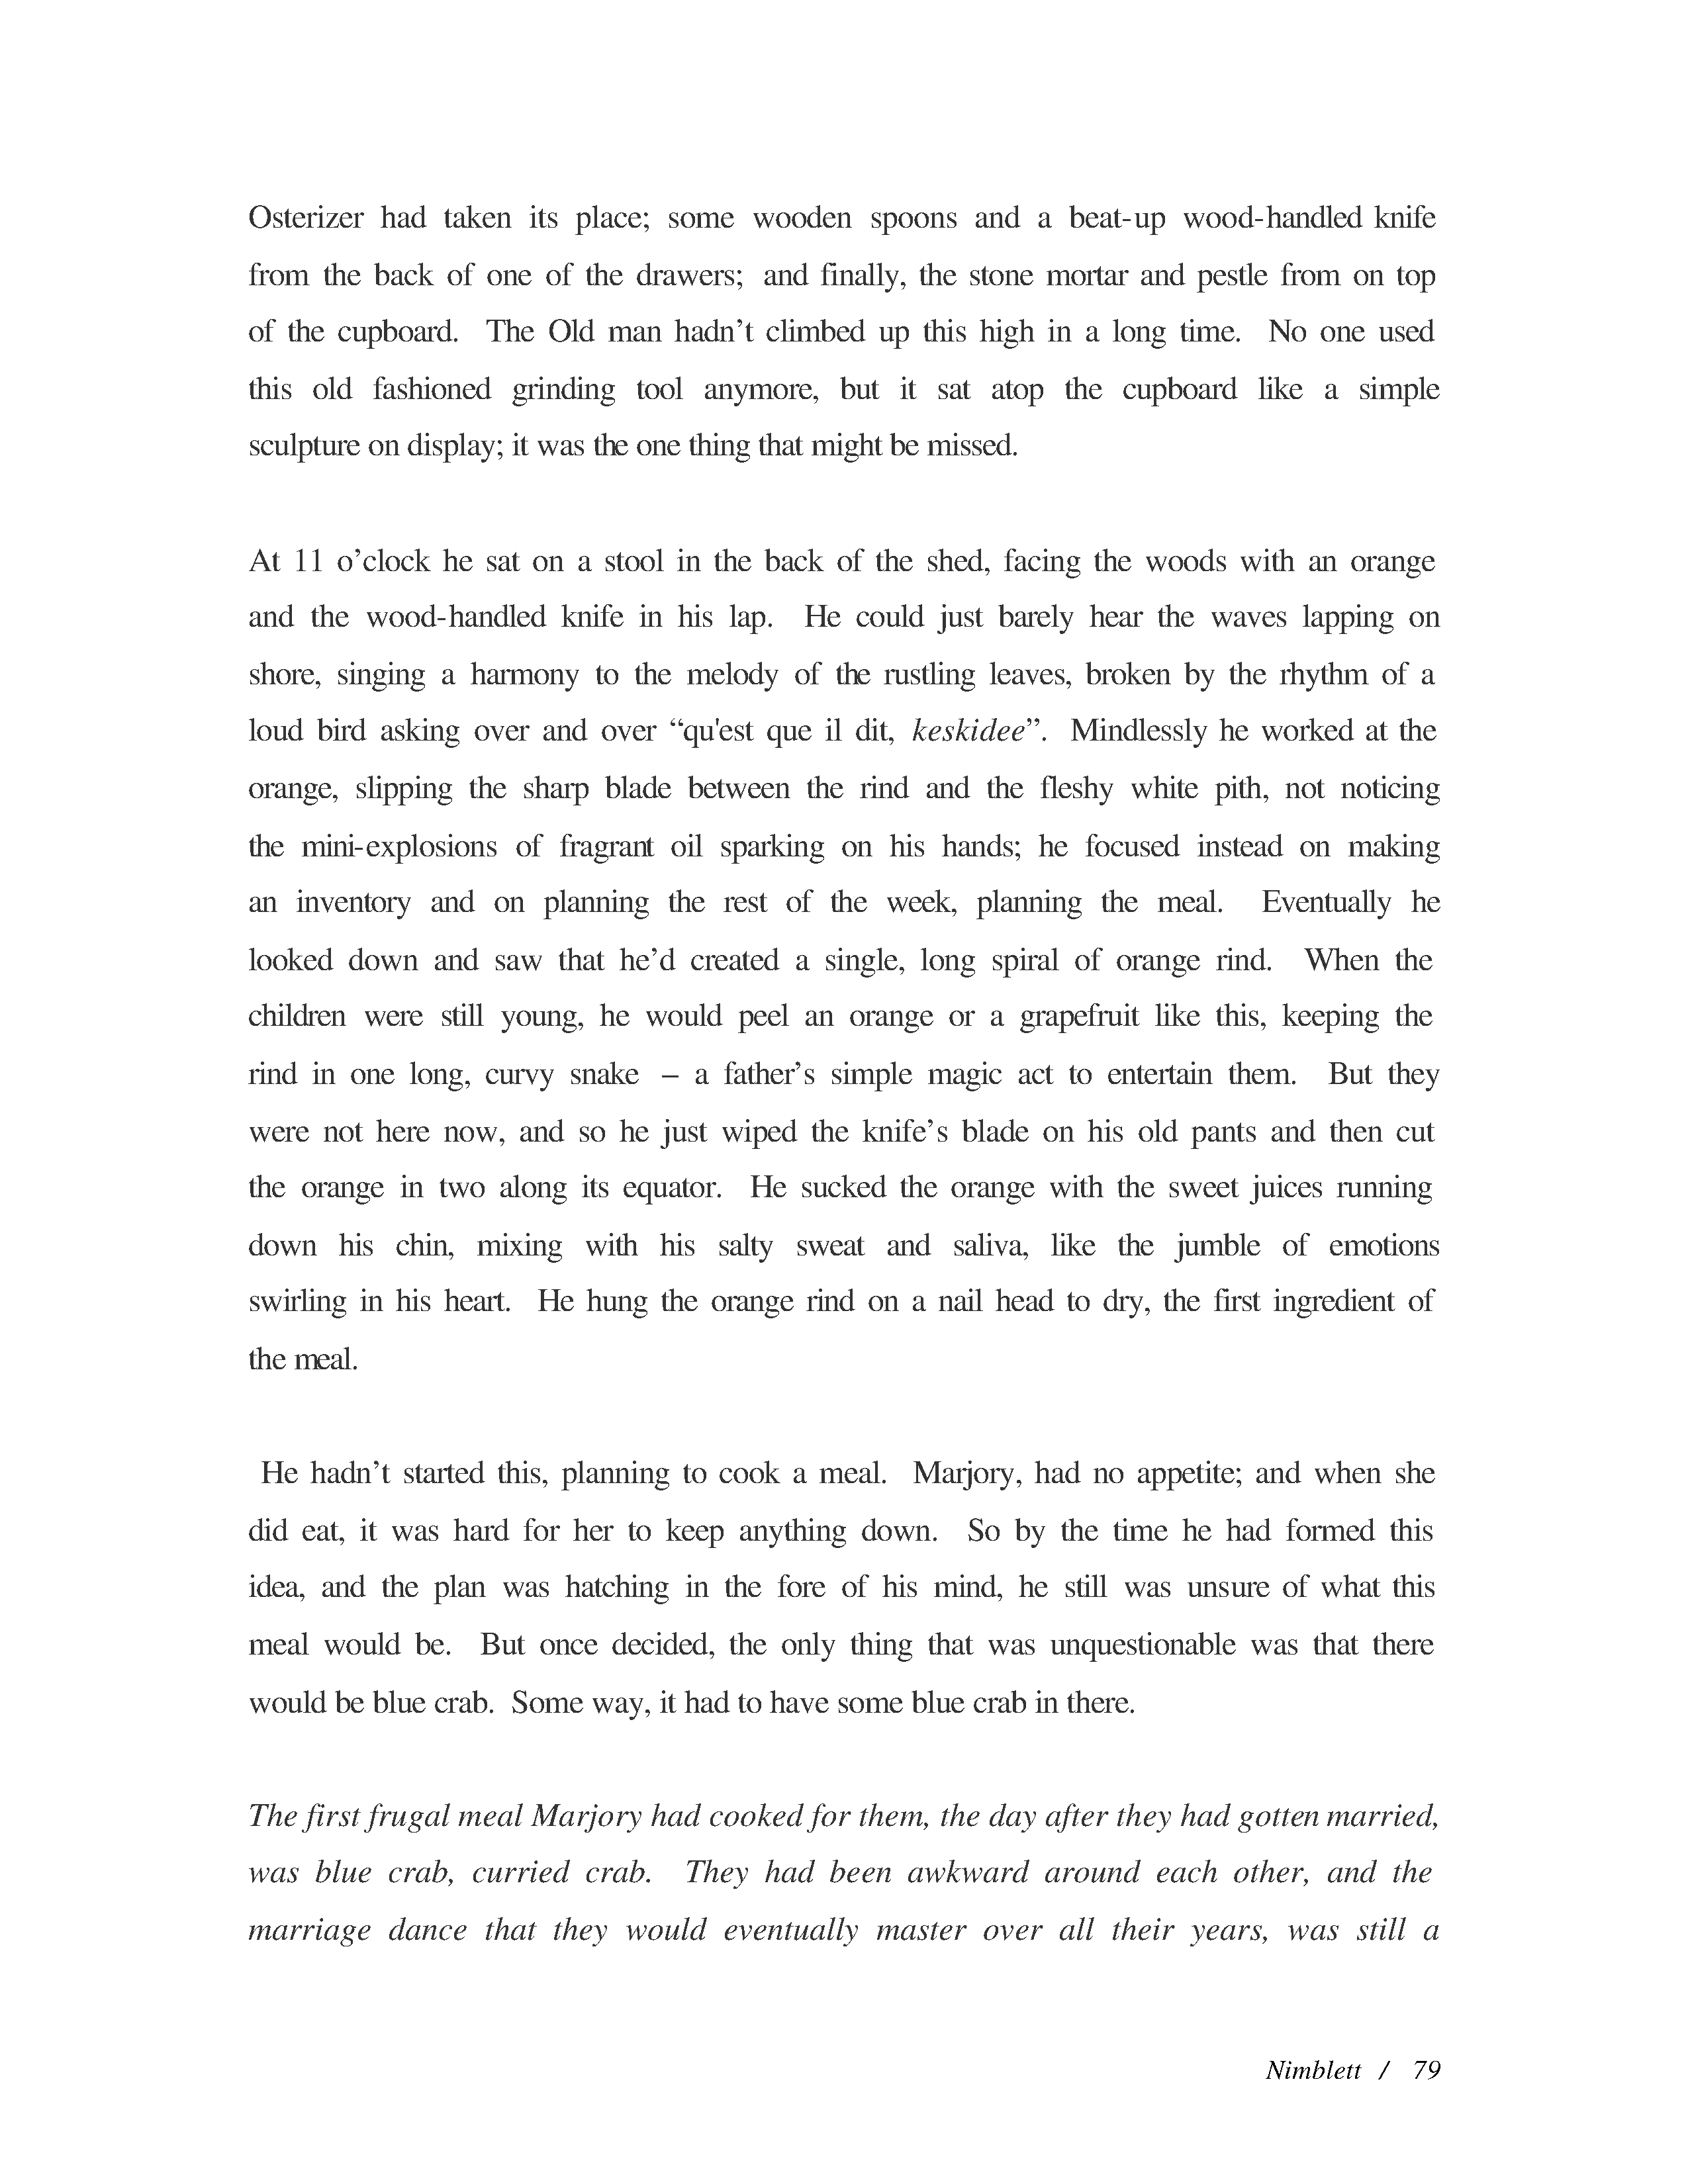 Osterizer had taken its place; some wooden spoons and a beat-up wood-handled knife
from the back of one of the drawers; and finally, the stone mortar and pestle from on top
of the cupboard. The Old man hadn’t climbed up this high in a long time. No one used
this old fashioned grinding tool anymore, but it sat atop the cupboard like a simple
sculpture on display; it was the one thing that might be missed.
At 11 o’clock he sat on a stool in the back of the shed, facing the woods with an orange
and the wood-handled knife in his lap. He could just barely hear the waves lapping on
shore, singing a harmony to the melody of the rustling leaves, broken by the rhythm of a
loud bird asking over and over “qu'est que il dit, keskidee”. Mindlessly he worked at the
orange, slipping the sharp blade between the rind and the fleshy white pith, not noticing
the mini-explosions of fragrant oil sparking on his hands; he focused instead on making
an inventory and on planning the rest of the week, planning the meal. Eventually he
looked down and saw that he’d created a single, long spiral of orange rind. When the
children were still young, he would peel an orange or a grapefruit like this, keeping the
rind in one long, curvy snake – a father’s simple magic act to entertain them. But they
were not here now, and so he just wiped the knife’s blade on his old pants and then cut
the orange in two along its equator. He sucked the orange with the sweet juices running
down his chin, mixing with his salty sweat and saliva, like the jumble of emotions
swirling in his heart. He hung the orange rind on a nail head to dry, the first ingredient of
the meal.
He hadn’t started this, planning to cook a meal. Marjory, had no appetite; and when she
did eat, it was hard for her to keep anything down. So by the time he had formed this
idea, and the plan was hatching in the fore of his mind, he still was unsure of what this
meal would be. But once decided, the only thing that was unquestionable was that there
would be blue crab. Some way, it had to have some blue crab in there.
The first frugal meal Marjory had cooked for them, the day after they had gotten married,
was blue crab, curried crab. They had been awkward around each other, and the
marriage dance that they would eventually master over all their years, was still a
Nimblett / 79